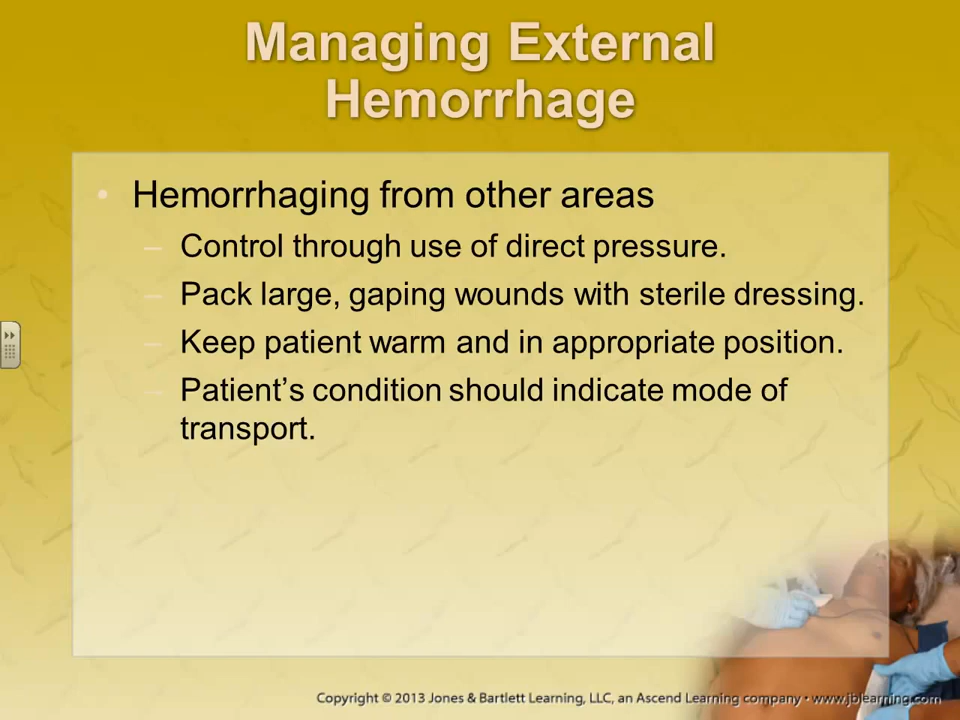 Managing External
Hemorrhage
• Hemorrhaging from other areas
– Control through use of direct pressure.
– Pack large, gaping wounds with sterile dressing.
– Keep patient warm and in appropriate position.
– Patient’s condition should indicate mode of
transport.
Copyright © 2013 Jones & Bartlett Learning, LLC, an Ascend Learning company • www.jblearning.com